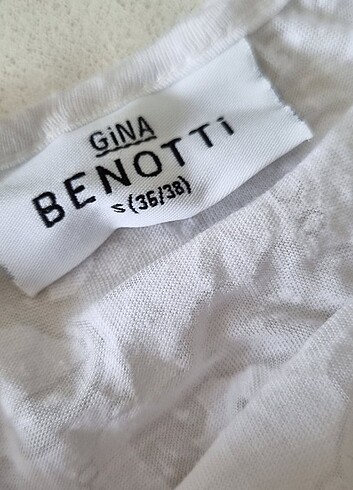 GiNA
BENOTTi
S (36/38)